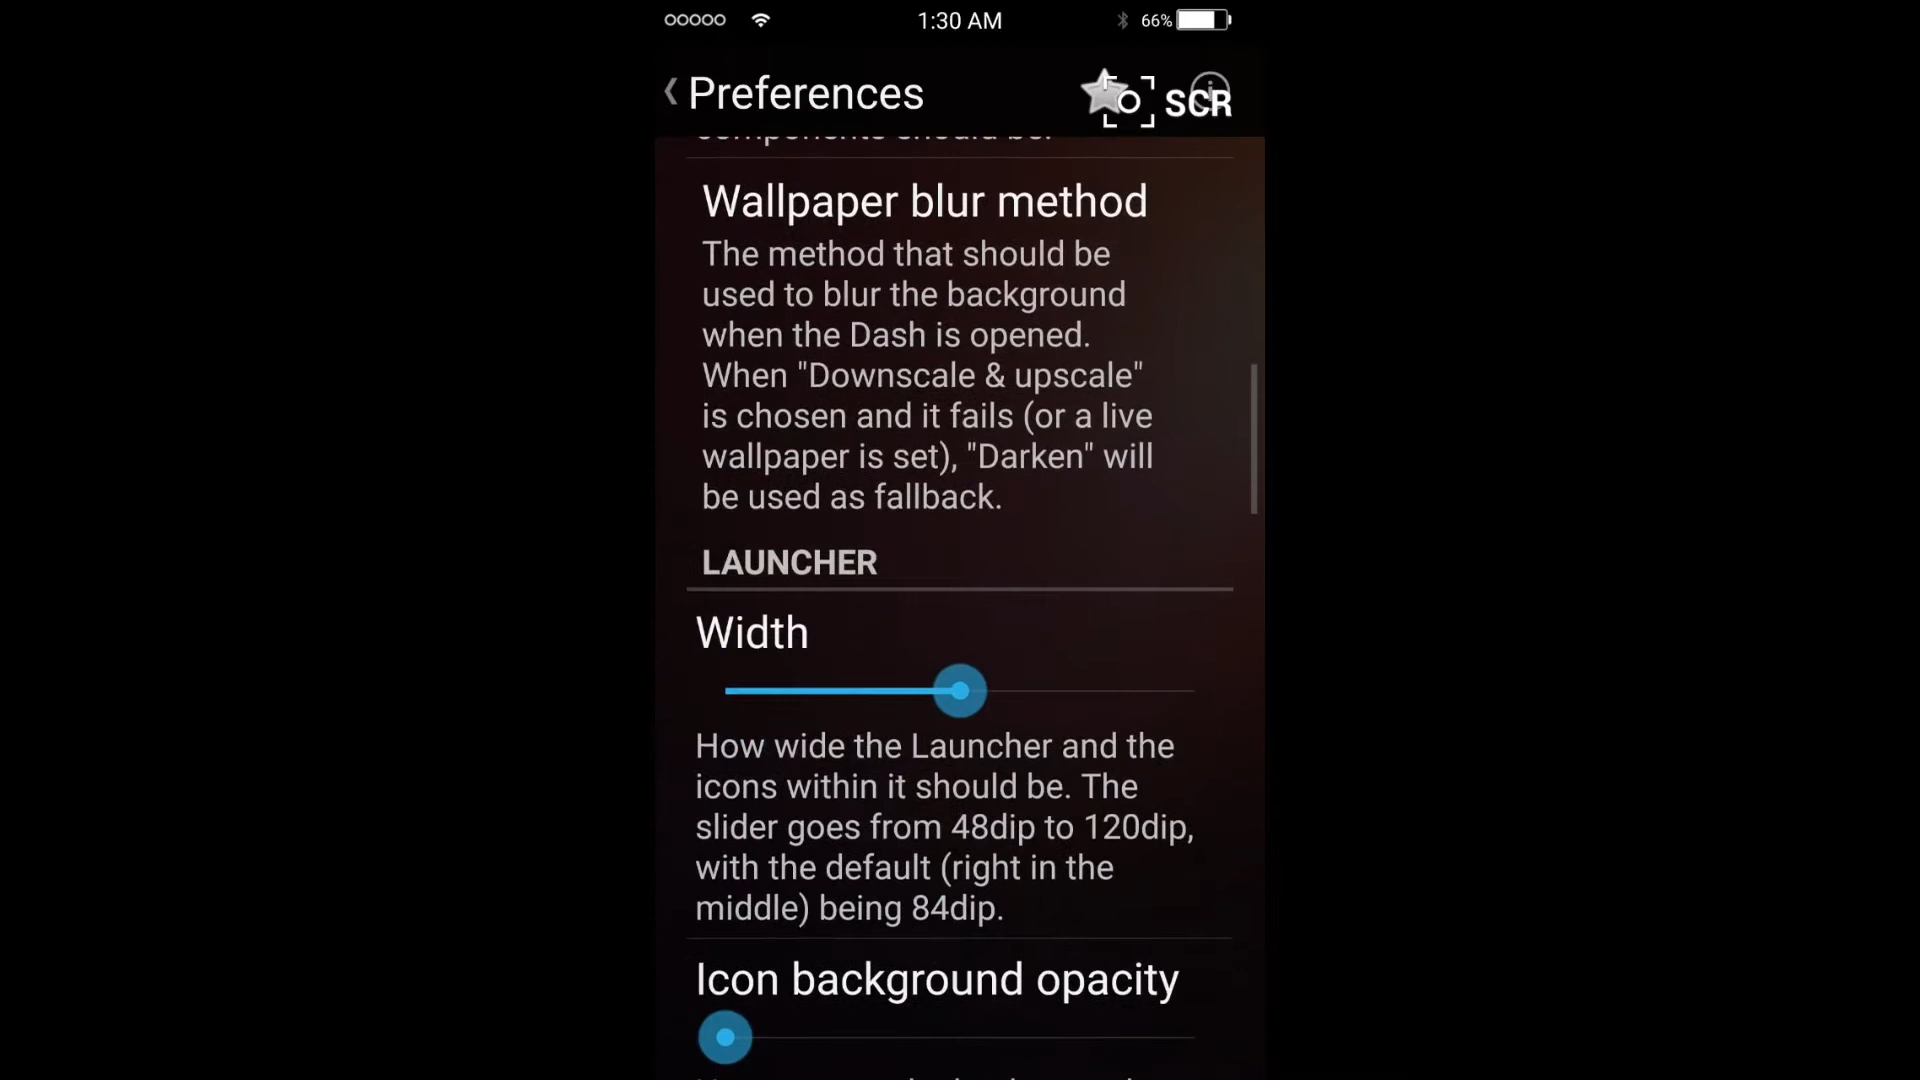 1:30 AM
66%
Preferences
SCR
components should be.
Wallpaper blur method
The method that should be
used to blur the background
when the Dash is opened.
When "Downscale & upscale"
is chosen and it fails (or a live
wallpaper is set), "Darken" will
be used as fallback.
LAUNCHER
Width
How wide the Launcher and the
icons within it should be. The
slider goes from 48dip to 120dip,
with the default (right in the
middle) being 84dip.
Icon background opacity